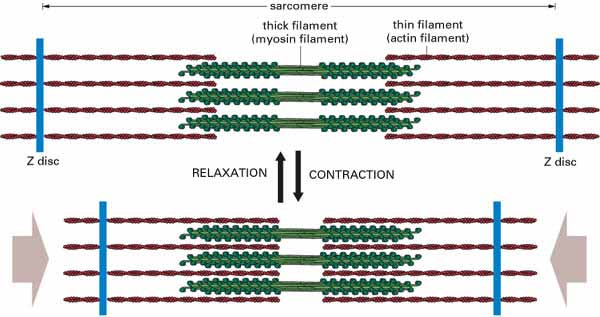 sarcomere
thick filament
(myosin filament)
thin filament
(actin filament)
Z disc
Z disc
RELAXATION
CONTRACTION